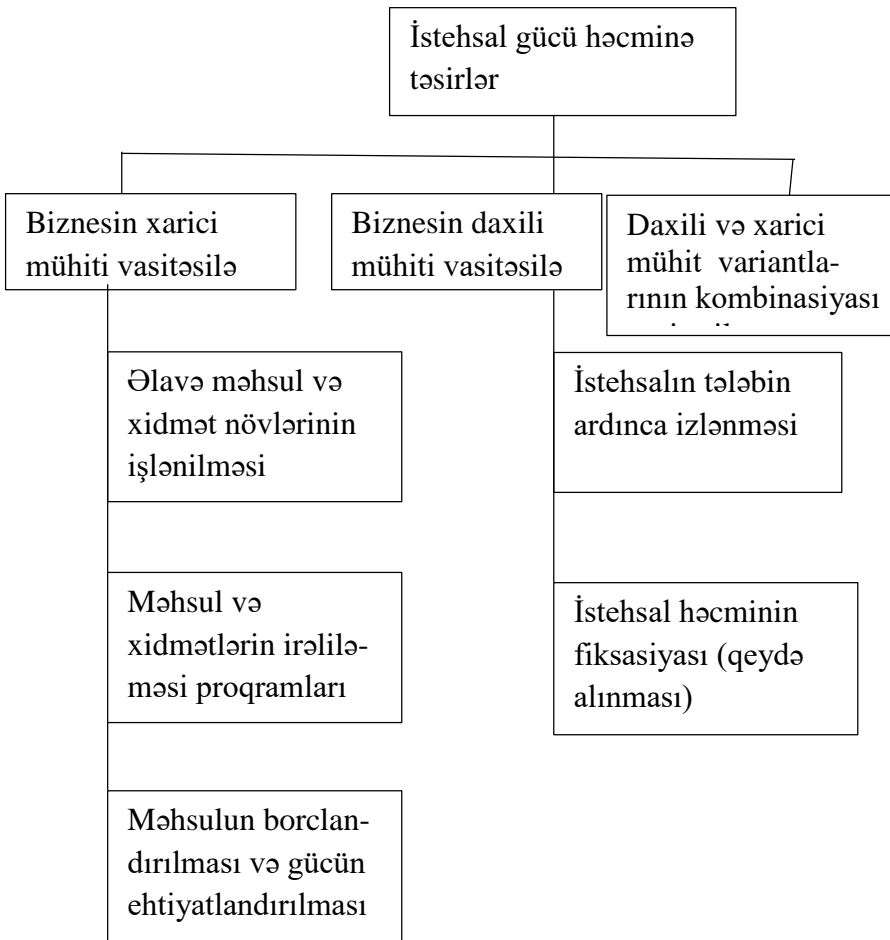 İstehsal gücü həcminə
təsirlər
Biznesin xarici
mühiti vasitəsilə
Biznesin daxili
mühiti vasitəsilə
Daxili və xarici
mühit variantla-
rının kombinasiyası
Əlavə məhsul və
xidmət növlərinin
işlənilməsi
İstehsalın tələbin
ardınca izlənməsi
Məhsul və
xidmətlərin irəlilə-
məsi proqramları
İstehsal həcminin
fiksasiyası (qeydə
alınması)
Məhsulun borclan-
dırılması və gücün
ehtiyatlandırılması